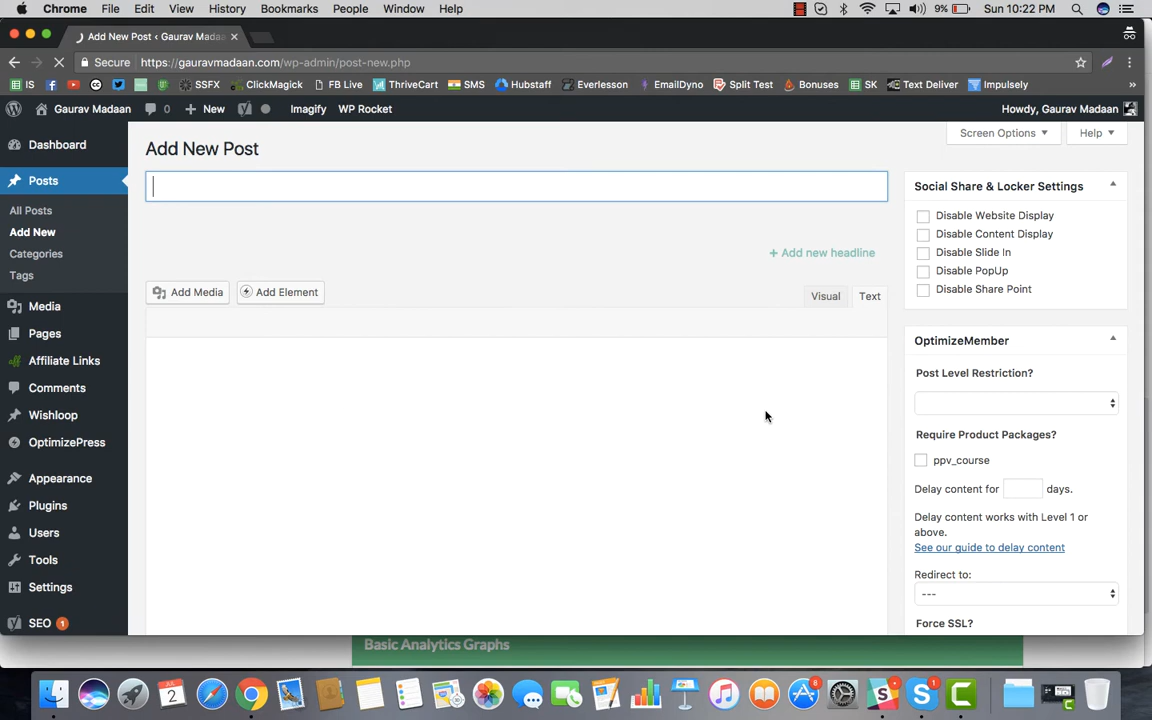 Chrome File Edit View History Bookmarks People Window Help 9% Sun 10:22 PM
Add New Post ‹ Gaurav Madaa
Secure https://gauravmadaan.com/wp-admin/post-new.php
IS SSFX ClickMagick FB Live ThriveCart SMS Hubstaff Everlesson EmailDyno Split Test Bonuses SK Text Deliver Impulsely »
Gaurav Madaan 0 + New Imagify WP Rocket Howdy, Gaurav Madaan
Screen Options ▼ Help ▼
Dashboard
Posts
All Posts
Add New
Categories
Tags
Media
Pages
Affiliate Links
Comments
Wishloop
OptimizePress
Appearance
Plugins
Users
Tools
Settings
SEO 1
Add New Post
+ Add new headline
Add Media Add Element Visual Text
Social Share & Locker Settings
Disable Website Display
Disable Content Display
Disable Slide In
Disable PopUp
Disable Share Point
OptimizeMember
Post Level Restriction?
Require Product Packages?
ppv_course
Delay content for days.
Delay content works with Level 1 or
above.
See our guide to delay content
Redirect to:
---
Force SSL?
Basic Analytics Graphs
2 8 1